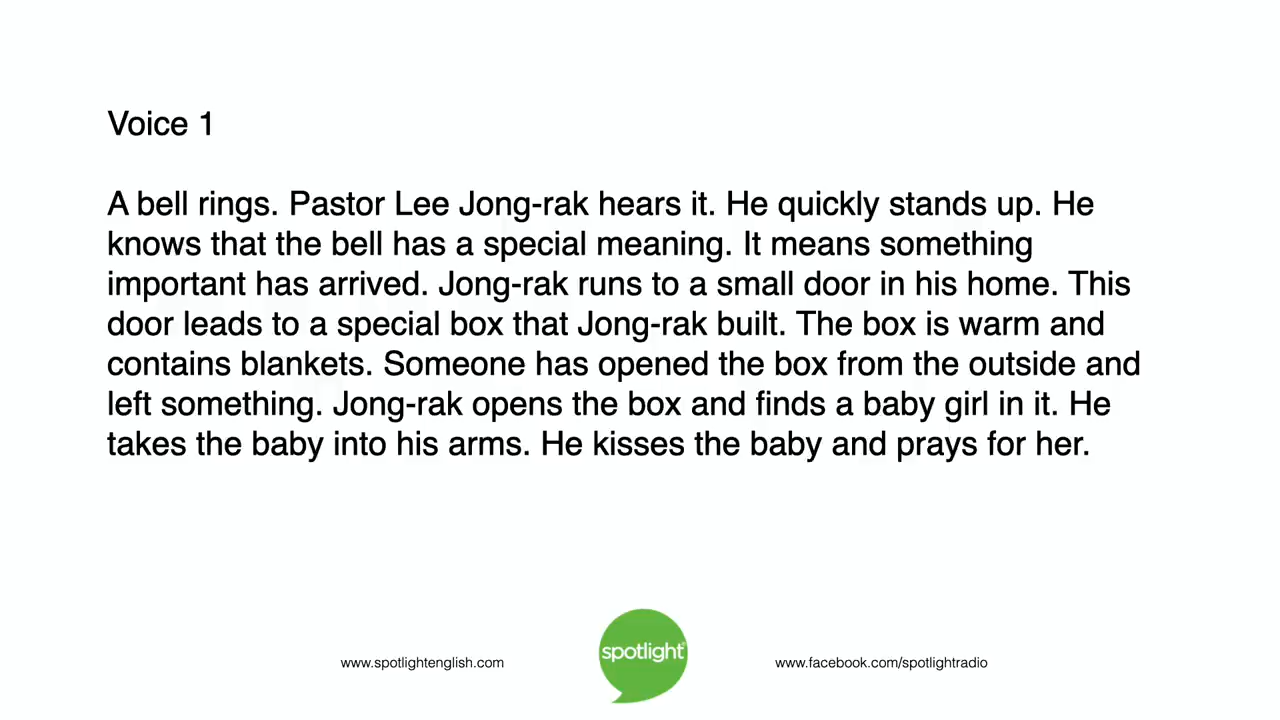 Voice 1
A bell rings. Pastor Lee Jong-rak hears it. He quickly stands up. He
knows that the bell has a special meaning. It means something
important has arrived. Jong-rak runs to a small door in his home. This
door leads to a special box that Jong-rak built. The box is warm and
contains blankets. Someone has opened the box from the outside and
left something. Jong-rak opens the box and finds a baby girl in it. He
takes the baby into his arms. He kisses the baby and prays for her.
www.spotlightenglish.com
spotlight
www.facebook.com/spotlightradio